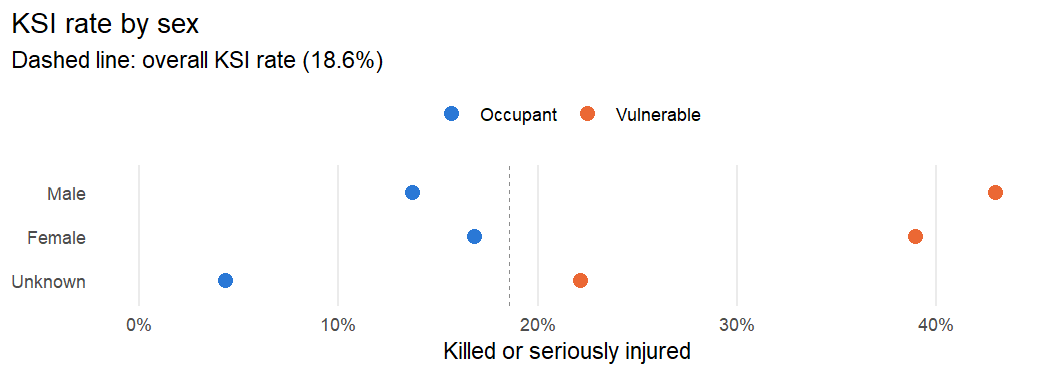 KSI rate by sex
Dashed line: overall KSI rate (18.6%)
Occupant Vulnerable
Male
Female
Unknown
0% 10% 20% 30% 40%
Killed or seriously injured